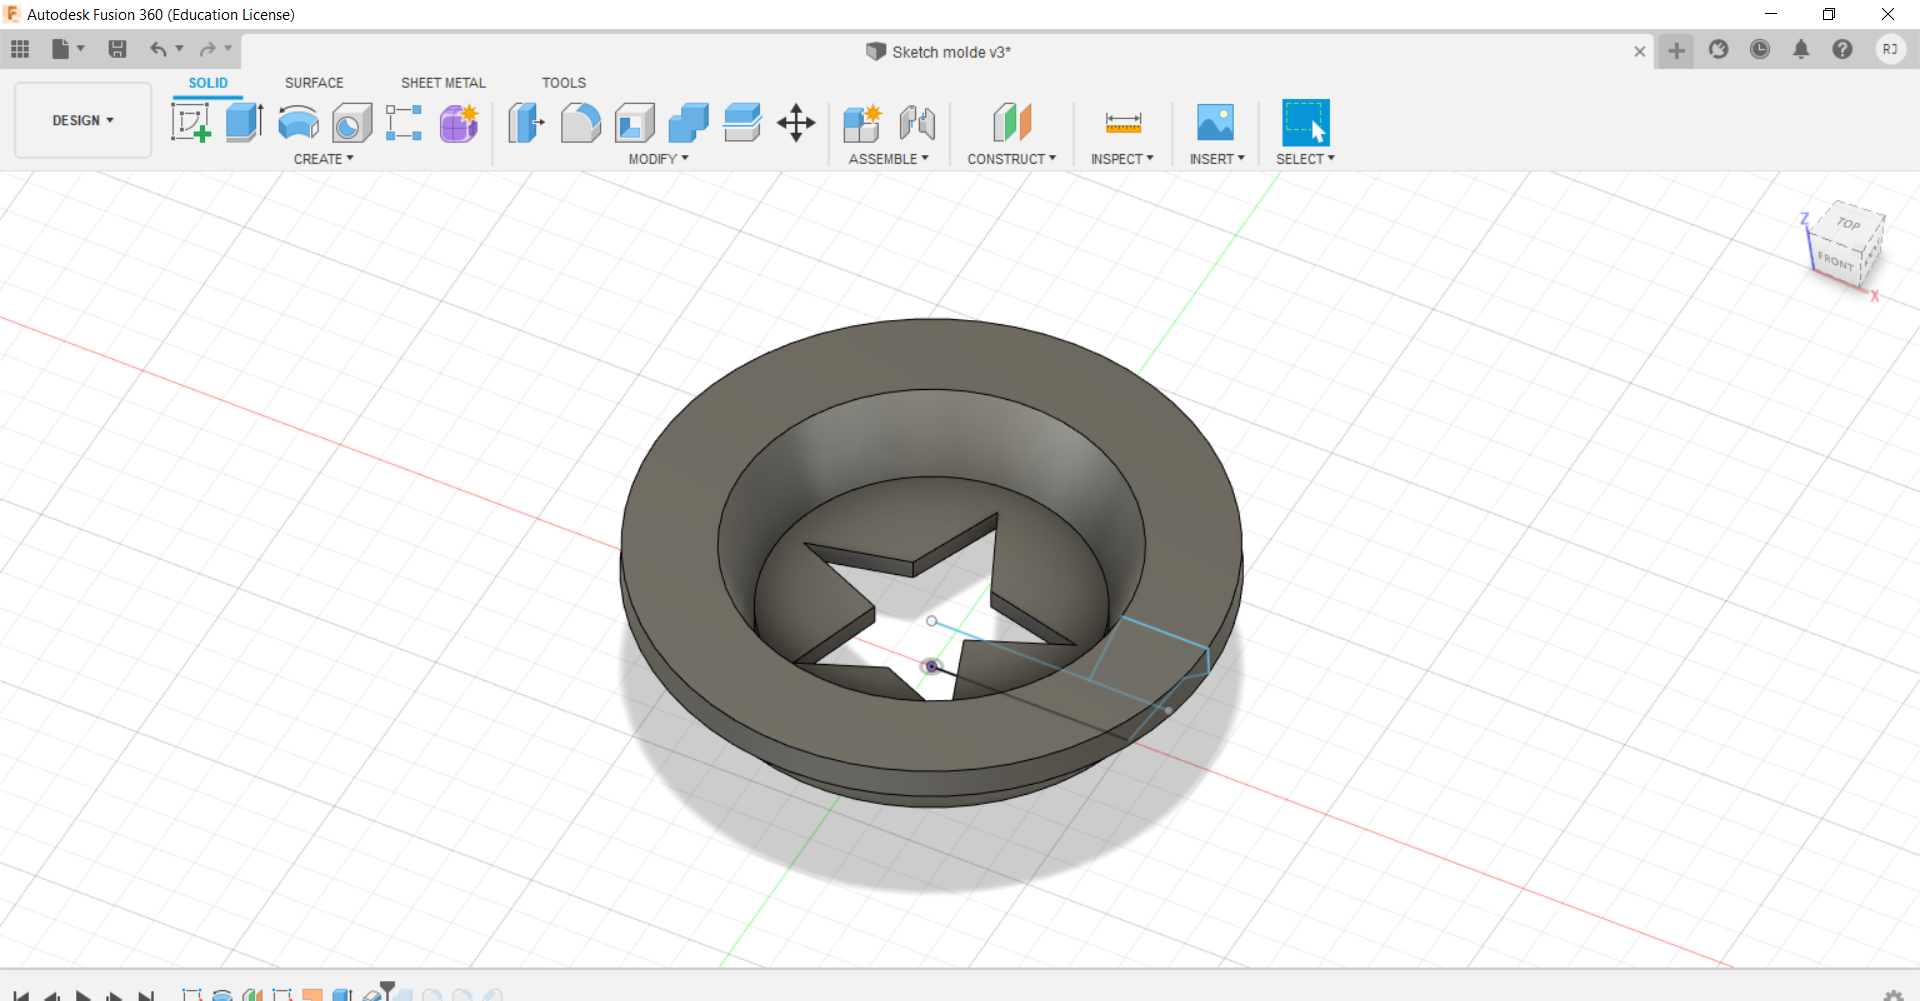 Autodesk Fusion 360 (Education License)
Sketch molde v3*
RJ
DESIGN
SOLID
SURFACE
SHEET METAL
TOOLS
CREATE
MODIFY
ASSEMBLE
CONSTRUCT
INSPECT
INSERT
SELECT
Z
TOP
FRONT
X